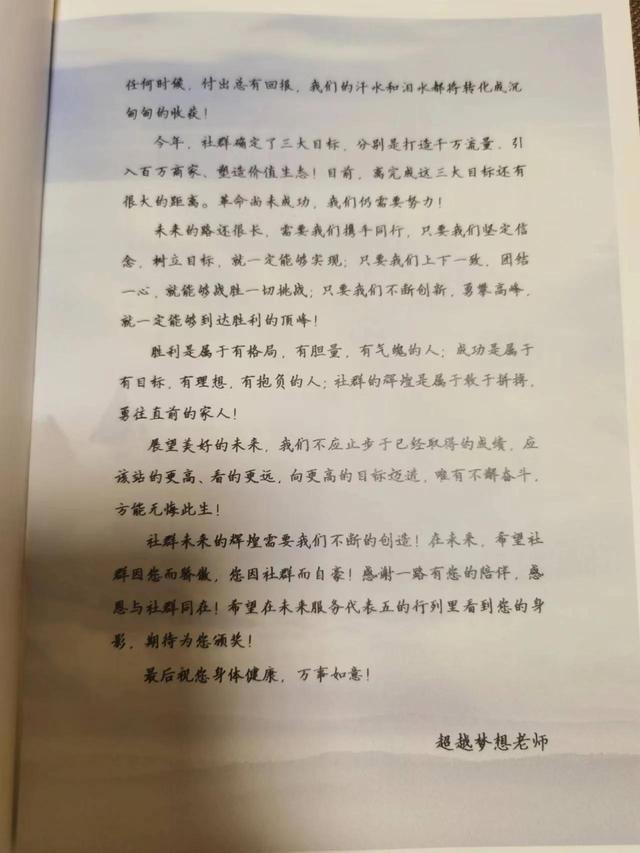 任何时候，付出总有回报，我们的汗水和泪水都将转化成沉
甸甸的收获！
今年，社群确定了三大目标，分别是打造千万流量、引
入百万商家、塑造价值生态！目前，离完成这三大目标还有
很大的距离。革命尚未成功，我们仍需要努力！
未来的路还很长，需要我们携手同行，只要我们坚定信
念，树立目标，就一定能够实现；只要我们上下一致，团结
一心，就能够战胜一切挑战；只要我们不断创新，勇攀高峰，
就一定能够到达胜利的顶峰！
胜利是属于有格局，有胆量，有气魄的人；成功是属于
有目标，有理想，有抱负的人；社群的辉煌是属于敢于拼搏，
勇往直前的家人！
展望美好的未来，我们不应止步于已经取得的成绩，应
该站的更高、看的更远，向更高的目标迈进，唯有不懈奋斗，
方能无悔此生！
社群未来的辉煌需要我们不断的创造！在未来，希望社
群因您而骄傲，您因社群而自豪！感谢一路有您的陪伴，感
恩与社群同在！希望在未来服务代表五的行列里看到您的身
影，期待为您颁奖！
最后祝您身体健康，万事如意！
超越梦想老师